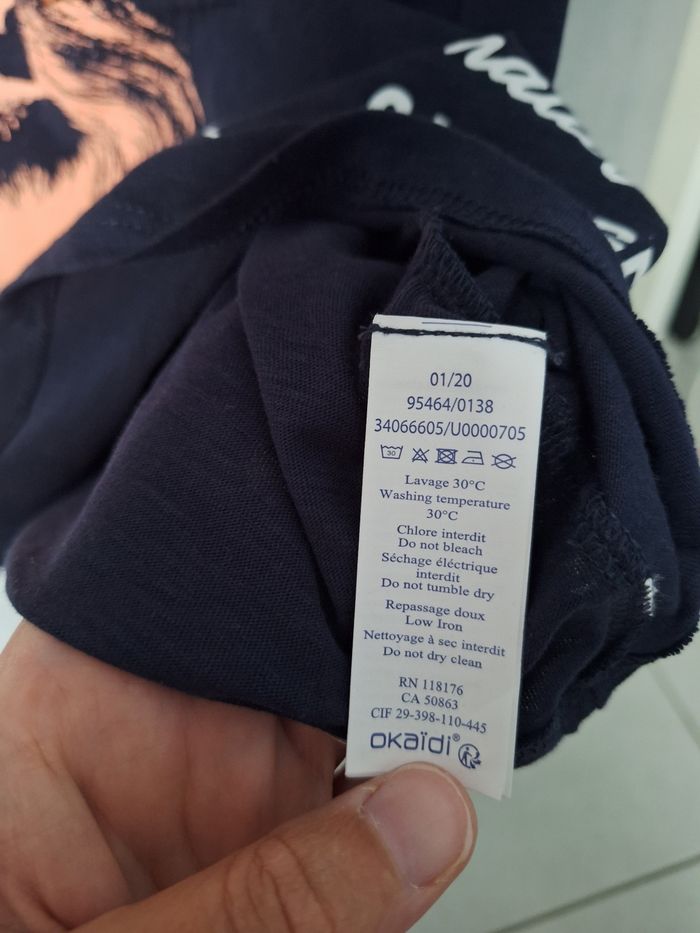 01/20
95464/0138
34066605/U0000705
30
Lavage 30°C
Washing temperature
30°C
Chlore interdit
Do not bleach
Séchage éléctrique
interdit
Do not tumble dry
Repassage doux
Low Iron
Nettoyage à sec interdit
Do not dry clean
RN 118176
CA 50863
CIF 29-398-110-445
okaïdi®